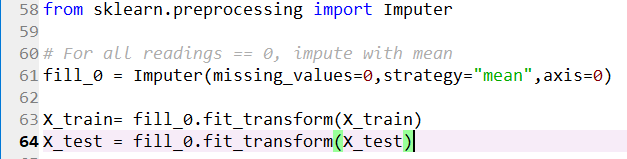 58 from sklearn.preprocessing import Imputer
59
60 # For all readings == 0, impute with mean
61 fill_0 = Imputer(missing_values=0,strategy="mean",axis=0)
62
63 X_train= fill_0.fit_transform(X_train)
64 X_test = fill_0.fit_transform(X_test)